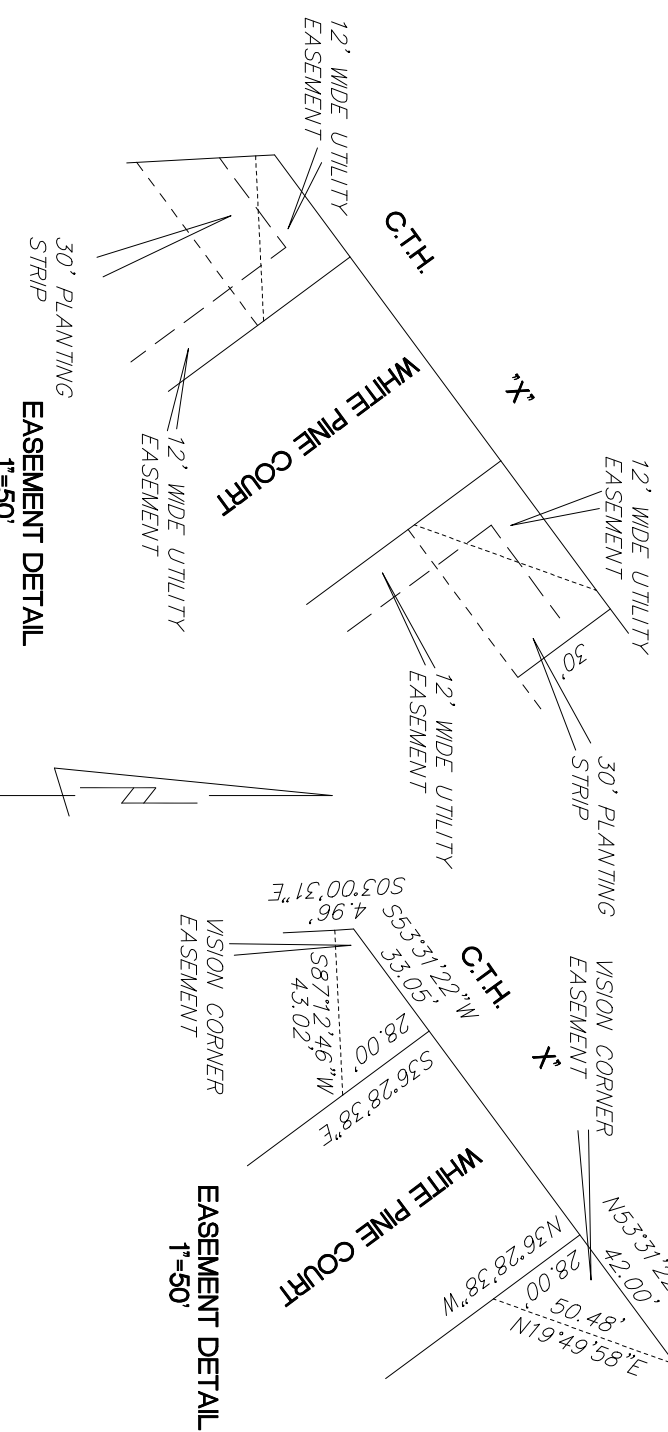 12' WIDE UTILITY
EASEMENT
C.T.H.
"X"
12' WIDE UTILITY
EASEMENT
WHITE PINE COURT
30'
30' PLANTING
STRIP
12' WIDE UTILITY
EASEMENT
30' PLANTING
STRIP
12' WIDE UTILITY
EASEMENT
EASEMENT DETAIL
1"=50'
N
VISION CORNER
EASEMENT
C.T.H.
X"
S53°31'22"W
33.05'
S03°00'31"E
4.96'
S87°12'46"W
43.02'
28.00'
S36°28'38"E
WHITE PINE COURT
N36°28'38"W
28.00'
42.00'
50.48'
N19°49'58"E
VISION CORNER
EASEMENT
EASEMENT DETAIL
1"=50'